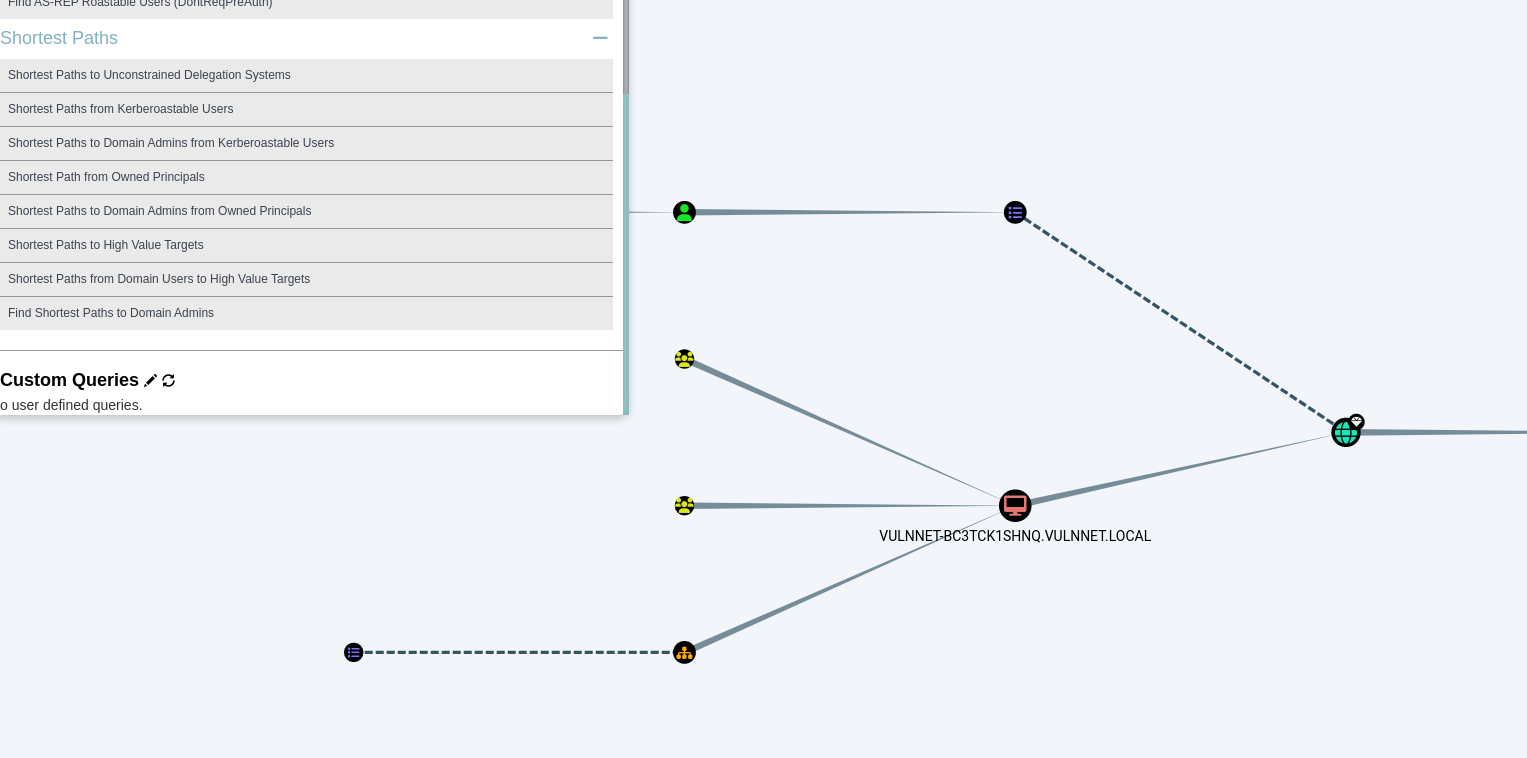 Find AS-REP Roastable Users (DontReqPreAuth)
Shortest Paths
Shortest Paths to Unconstrained Delegation Systems
Shortest Paths from Kerberoastable Users
Shortest Paths to Domain Admins from Kerberoastable Users
Shortest Path from Owned Principals
Shortest Paths to Domain Admins from Owned Principals
Shortest Paths to High Value Targets
Shortest Paths from Domain Users to High Value Targets
Find Shortest Paths to Domain Admins
Custom Queries
o user defined queries.
VULNNET-BC3TCK1SHNQ.VULNNET.LOCAL